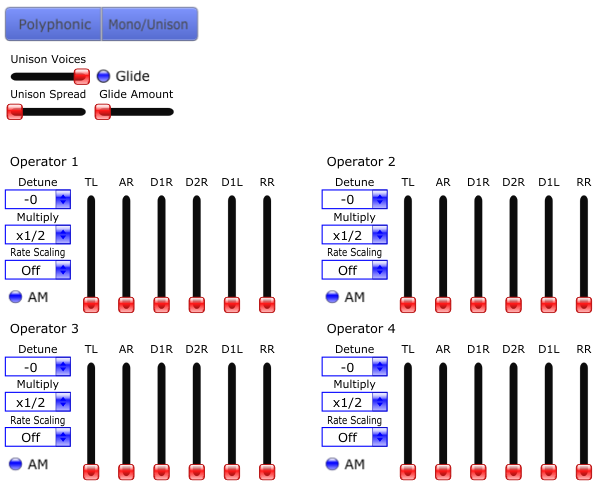 Polyphonic Mono/Unison
Unison Voices
Glide
Unison Spread Glide Amount
Operator 1
Detune TL AR D1R D2R D1L RR
-0
Multiply
x1/2
Rate Scaling
Off
AM
Operator 2
Detune TL AR D1R D2R D1L RR
-0
Multiply
x1/2
Rate Scaling
Off
AM
Operator 3
Detune TL AR D1R D2R D1L RR
-0
Multiply
x1/2
Rate Scaling
Off
AM
Operator 4
Detune TL AR D1R D2R D1L RR
-0
Multiply
x1/2
Rate Scaling
Off
AM